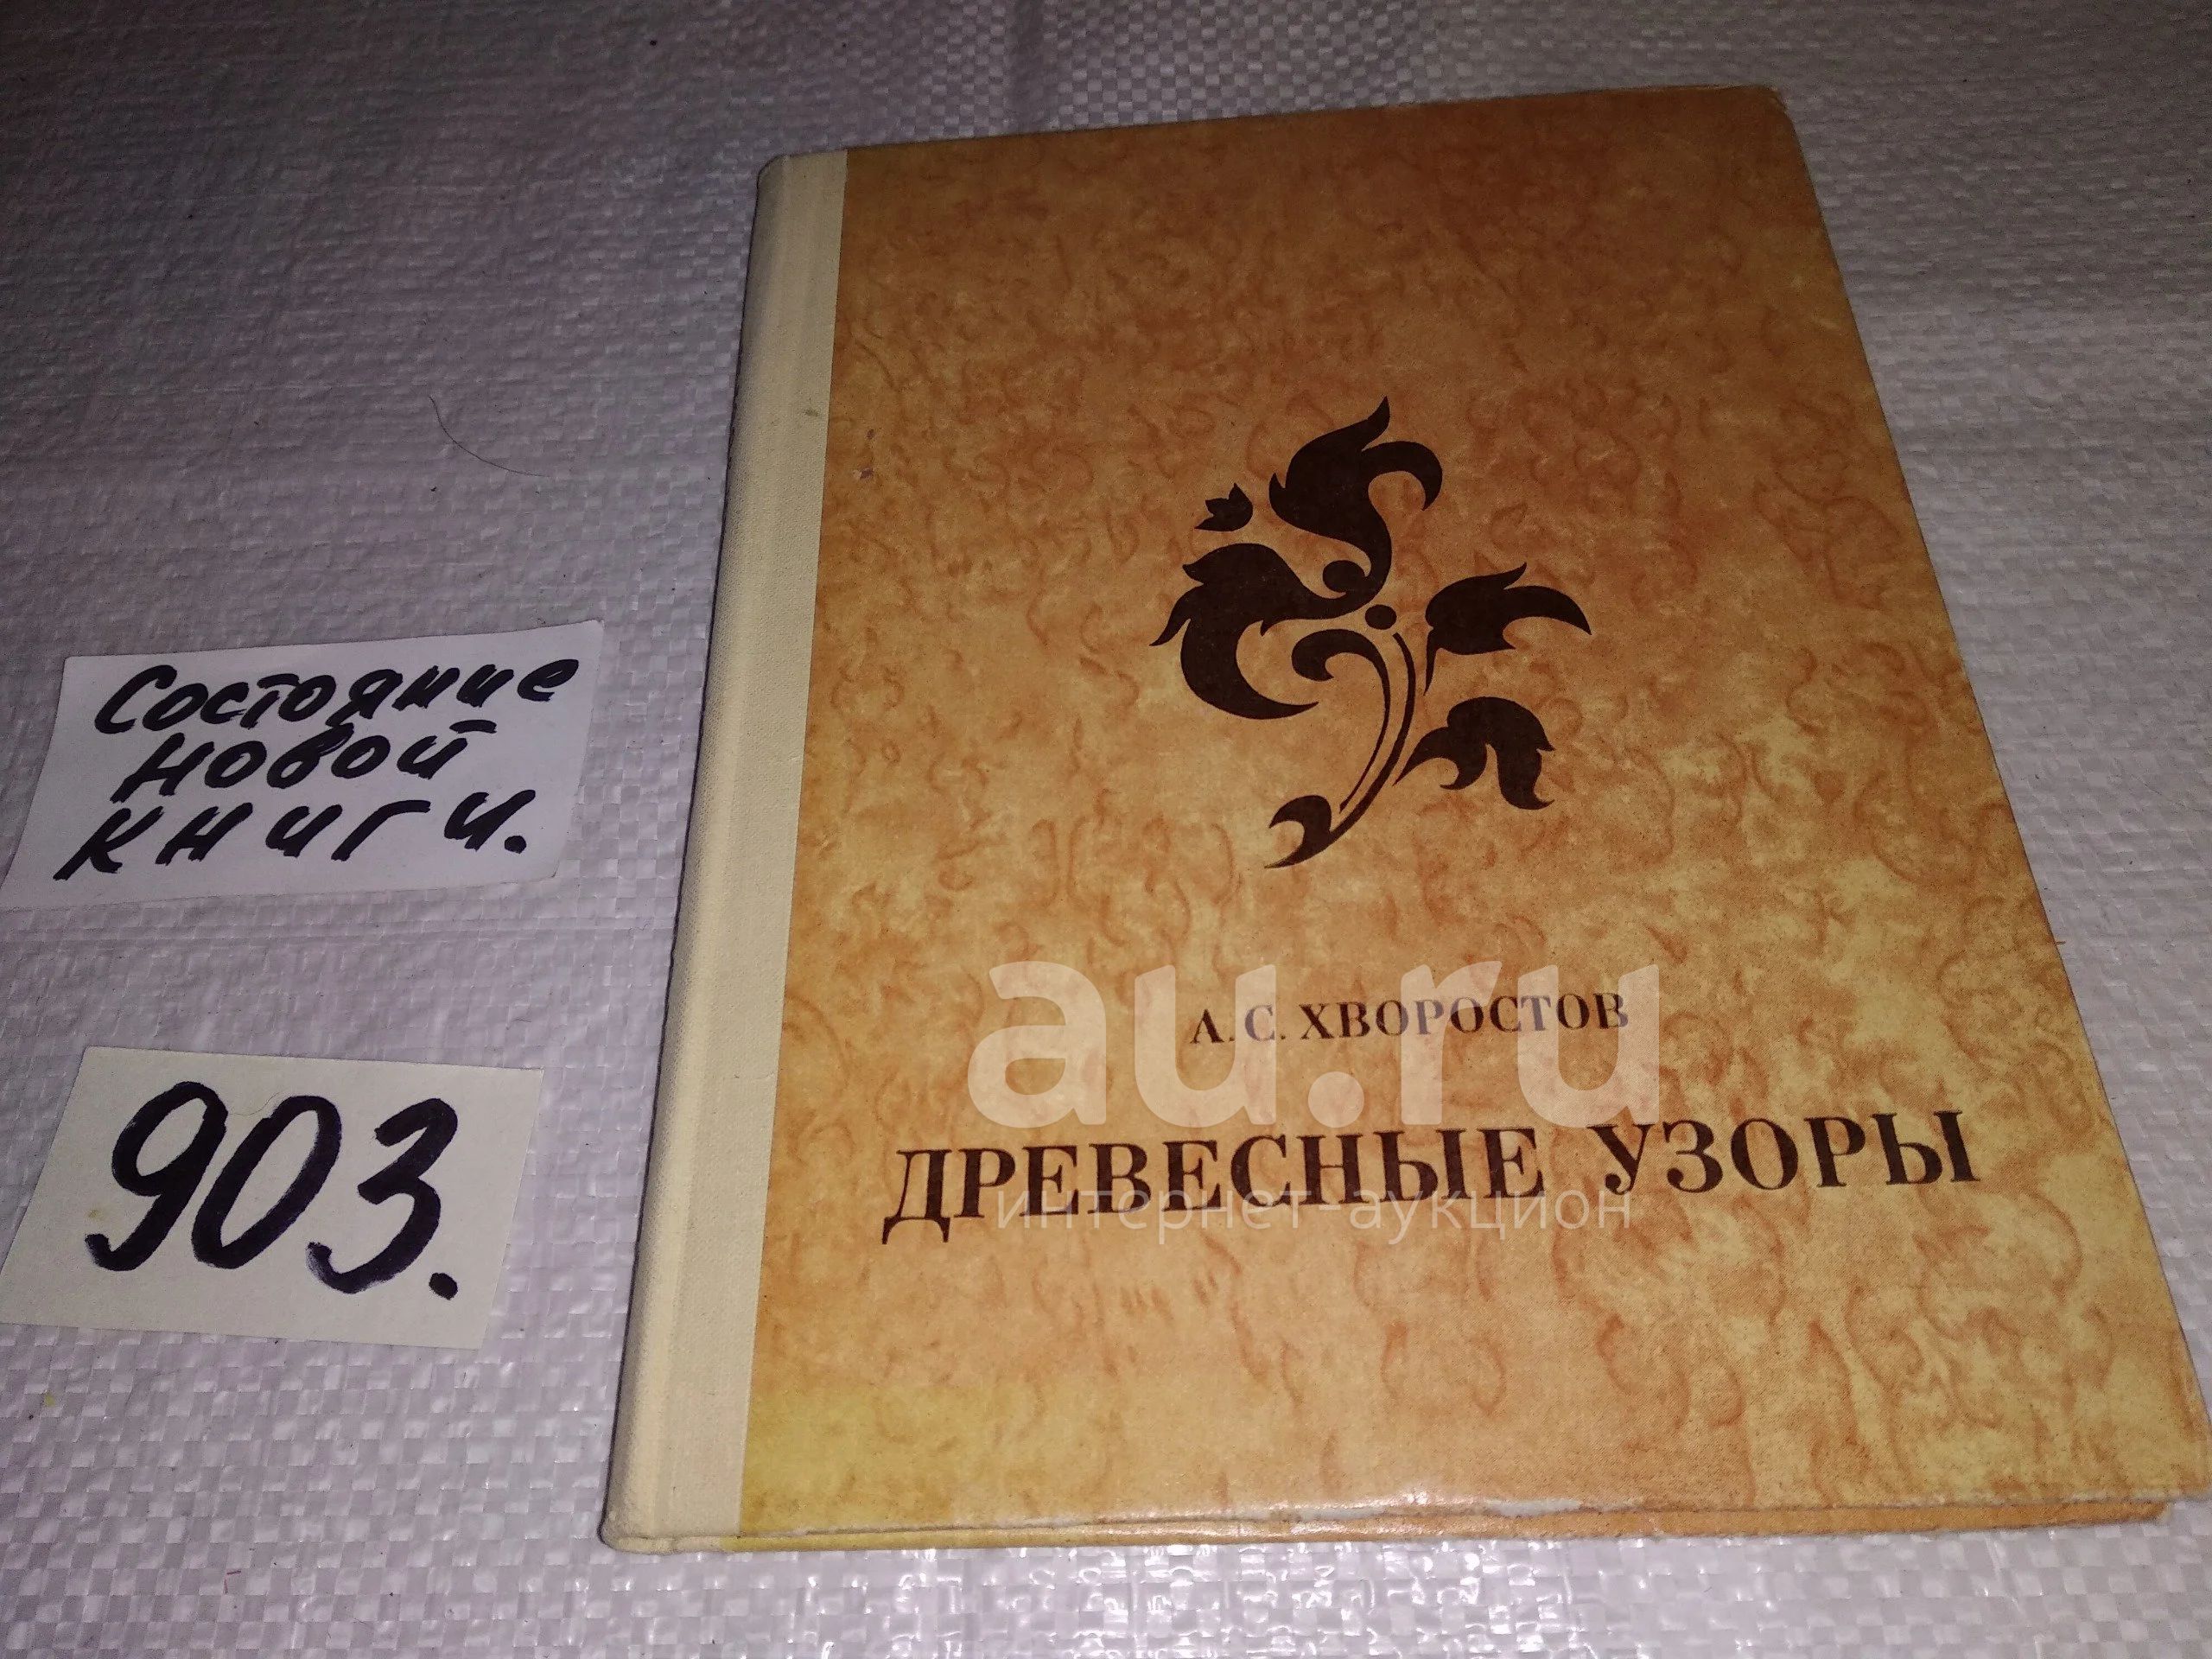 Состояние
новой
книги.
903.
А. С. ХВОРОСТОВ
ДРЕВЕСНЫЕ УЗОРЫ
au.ru
интернет-аукцион